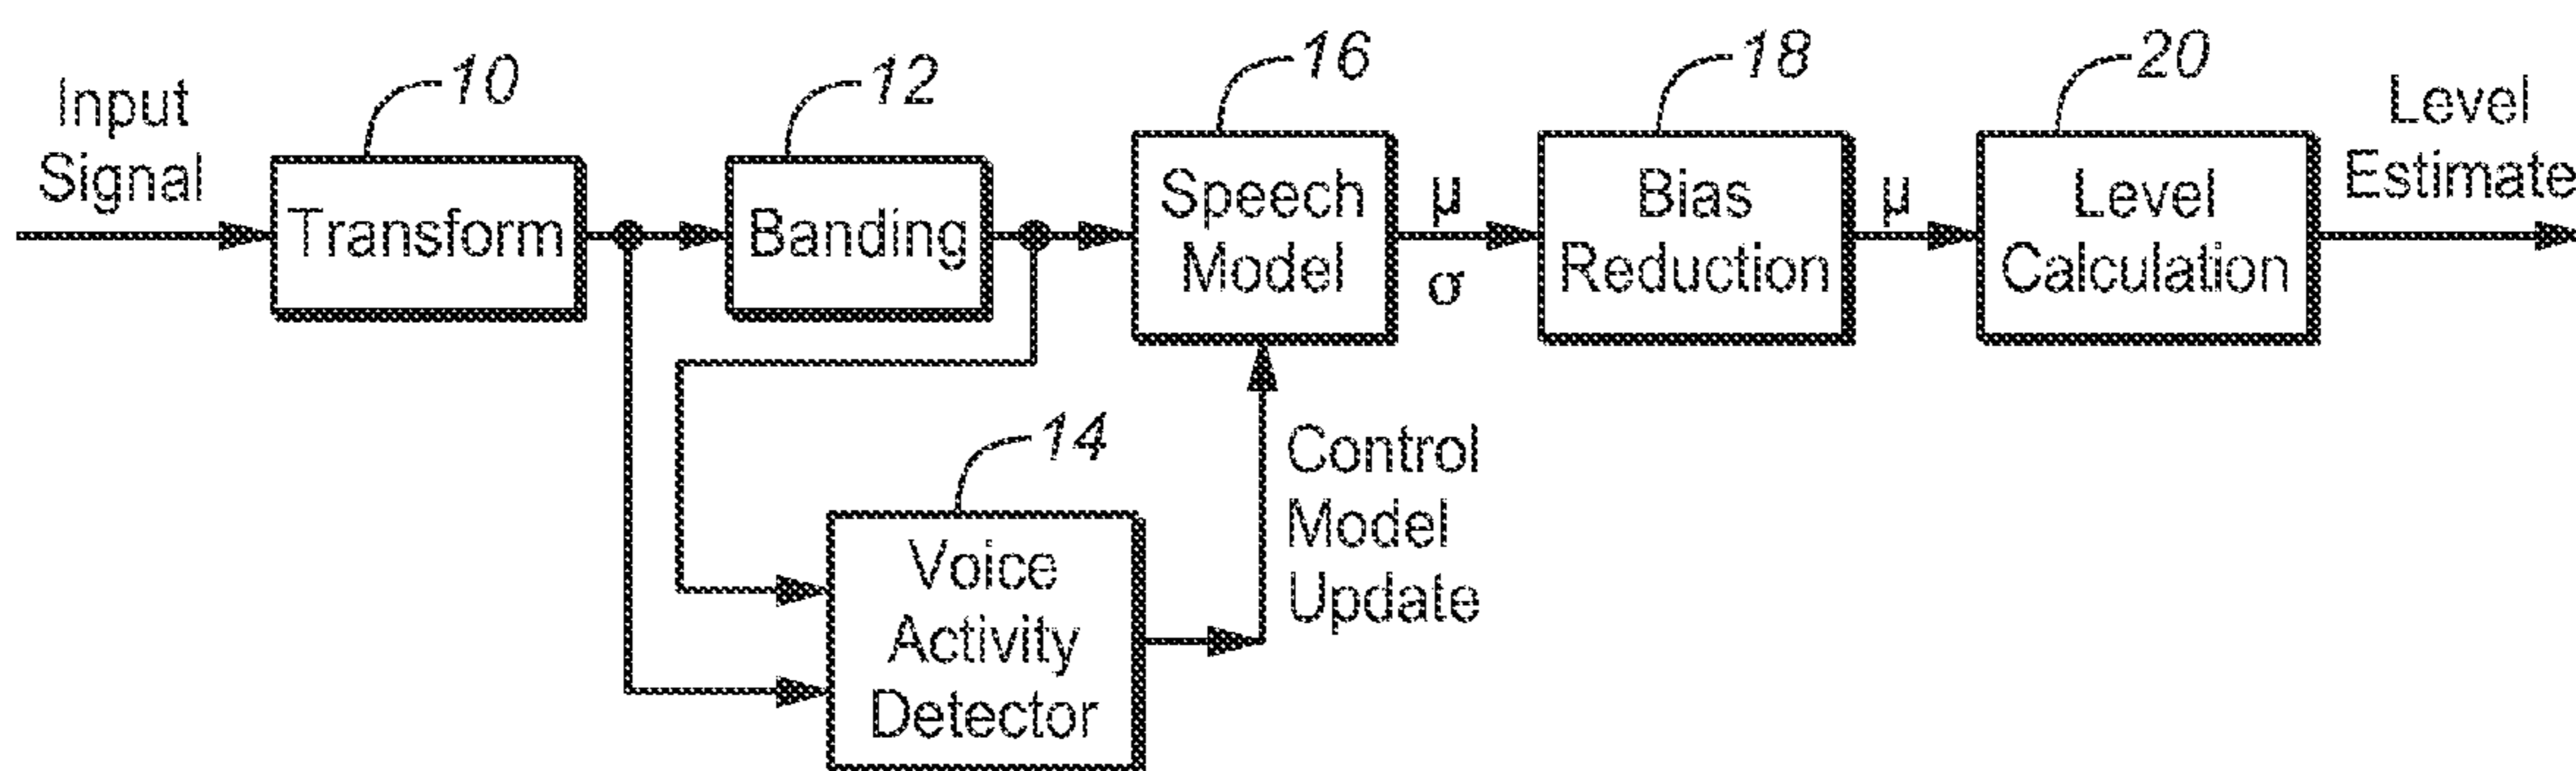 Input
Signal
10
Transform
12
Banding
16
Speech
Model
μ
σ
18
Bias
Reduction
μ
20
Level
Calculation
Level
Estimate
14
Voice
Activity
Detector
Control
Model
Update